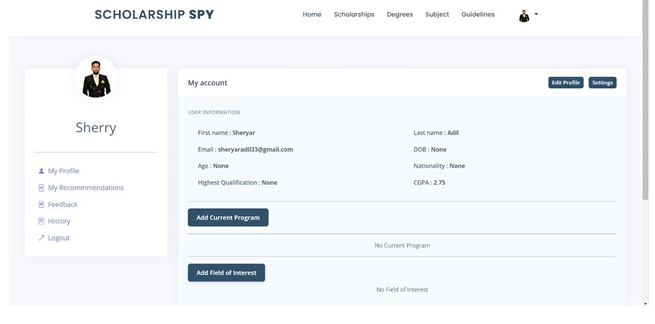 SCHOLARSHIP SPY
Home Scholarships Degrees Subject Guidelines
My account
Edit Profile Settings
USER INFORMATION
Sherry
First name : Sheryar Last name : Adil
Email : sheryaradil33@gmail.com DOB : None
Age : None Nationality : None
Highest Qualification : None CGPA : 2.75
My Profile
My Recommmendations
Feedback
History
Logout
Add Current Program
No Current Program
Add Field of Interest
No Field of Interest